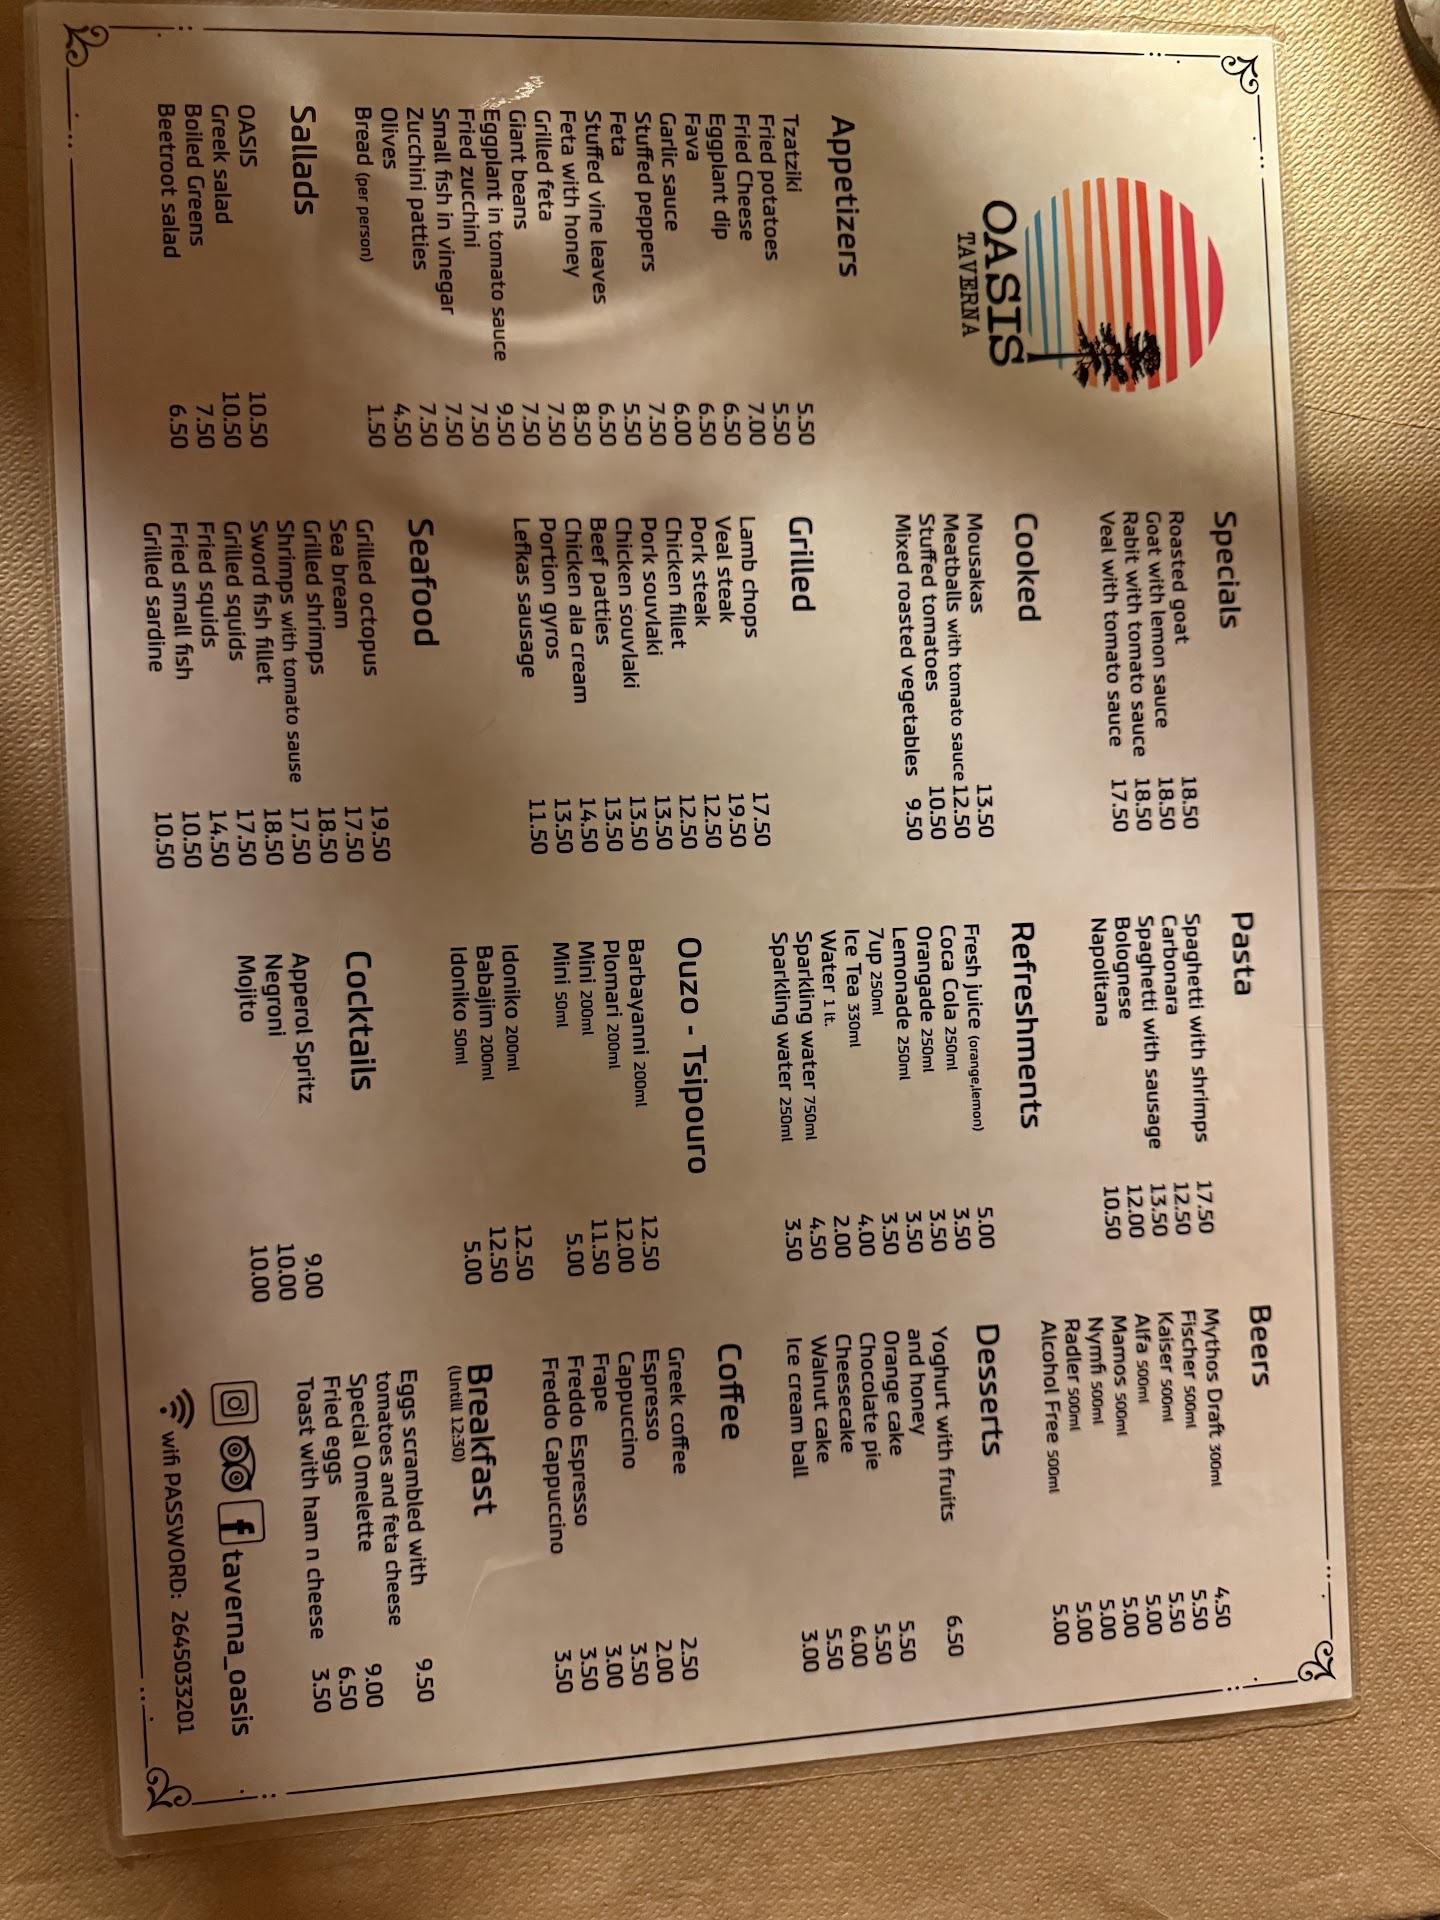 OASIS
TAVERNA
Appetizers
Tzatziki 5.50
Fried potatoes 5.50
Fried Cheese 7.00
Eggplant dip 6.50
Fava 6.50
Garlic sauce 6.00
Stuffed peppers 7.50
Feta 5.50
Stuffed vine leaves 6.50
Feta with honey 8.50
Grilled feta 7.50
Giant beans 7.50
Eggplant in tomato sauce 9.50
Fried zucchini 7.50
Small fish in vinegar 7.50
Zucchini patties 7.50
Olives 4.50
Bread (per person) 1.50
Sallads
OASIS 10.50
Greek salad 10.50
Boiled Greens 7.50
Beetroot salad 6.50
Specials
Roasted goat 18.50
Goat with lemon sauce 18.50
Rabit with tomato sauce 18.50
Veal with tomato sauce 17.50
Cooked
Mousakas 13.50
Meatballs with tomato sauce 12.50
Stuffed tomatoes 10.50
Mixed roasted vegetables 9.50
Grilled
Lamb chops 17.50
Veal steak 19.50
Pork steak 12.50
Chicken fillet 12.50
Pork souvlaki 13.50
Chicken souvlaki 13.50
Beef patties 13.50
Chicken ala cream 14.50
Portion gyros 13.50
Lefkas sausage 11.50
Seafood
Grilled octopus 19.50
Sea bream 17.50
Grilled shrimps 18.50
Shrimps with tomato sause 17.50
Sword fish fillet 18.50
Grilled squids 17.50
Fried squids 14.50
Fried small fish 10.50
Grilled sardine 10.50
Pasta
Spaghetti with shrimps 17.50
Carbonara 12.50
Spaghetti with sausage 13.50
Bolognese 12.00
Napolitana 10.50
Refreshments
Fresh juice (orange,lemon) 5.00
Coca Cola 250ml 3.50
Orangade 250ml 3.50
Lemonade 250ml 3.50
7up 250ml 3.50
Ice Tea 330ml 4.00
Water 1 lt. 2.00
Sparkling water 750ml 4.50
Sparkling water 250ml 3.50
Ouzo - Tsipouro
Barbayanni 200ml 12.50
Plomari 200ml 12.00
Mini 200ml 11.50
Mini 50ml 5.00
Idoniko 200ml 12.50
Babajim 200ml 12.50
Idoniko 50ml 5.00
Cocktails
Apperol Spritz 9.00
Negroni 10.00
Mojito 10.00
Beers
Mythos Draft 300ml 4.50
Fischer 500ml 5.50
Kaiser 500ml 5.50
Alfa 500ml 5.00
Mamos 500ml 5.00
Nymfi 500ml 5.00
Radler 500ml 5.00
Alcohol Free 500ml 5.00
Desserts
Yoghurt with fruits 6.50
and honey
Orange cake 5.50
Chocolate pie 5.50
Cheesecake 6.00
Walnut cake 5.50
Ice cream ball 3.00
Coffee
Greek coffee 2.50
Espresso 2.00
Cappuccino 3.50
Frape 3.00
Freddo Espresso 3.50
Freddo Cappuccino 3.50
Breakfast
(Untill 12:30)
Eggs scrambled with 9.50
tomatoes and feta cheese
Special Omelette 9.00
Fried eggs 6.50
Toast with ham n cheese 3.50
taverna_oasis
wifi PASSWORD: 2645033201